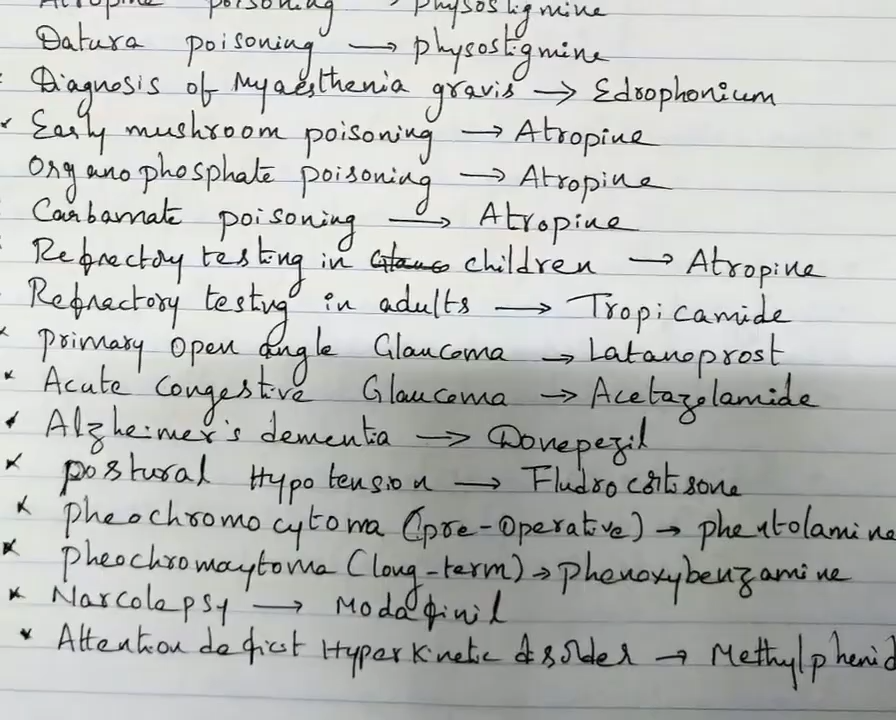 Atropine poisoning physostigmine
Datura poisoning → physostigmine
Diagnosis of Myaesthenia gravis → Edrophonium
Early mushroom poisoning → Atropine
Organophosphate poisoning → Atropine
Carbamate poisoning → Atropine
Refractory testing in children → Atropine
Refractory testing in adults → Tropicamide
Primary Open angle Glaucoma → Latanoprost
Acute Congestive Glaucoma → Acetazolamide
Alzheimer's dementia → Donepezil
postural Hypotension → Fludrocortisone
pheochromocytoma (pre-Operative) → phentolamine
pheochromocytoma (long-term) → phenoxybenzamine
Narcolepsy → Modafinil
Attention deficit Hyperkinetic disorder → Methylphenid